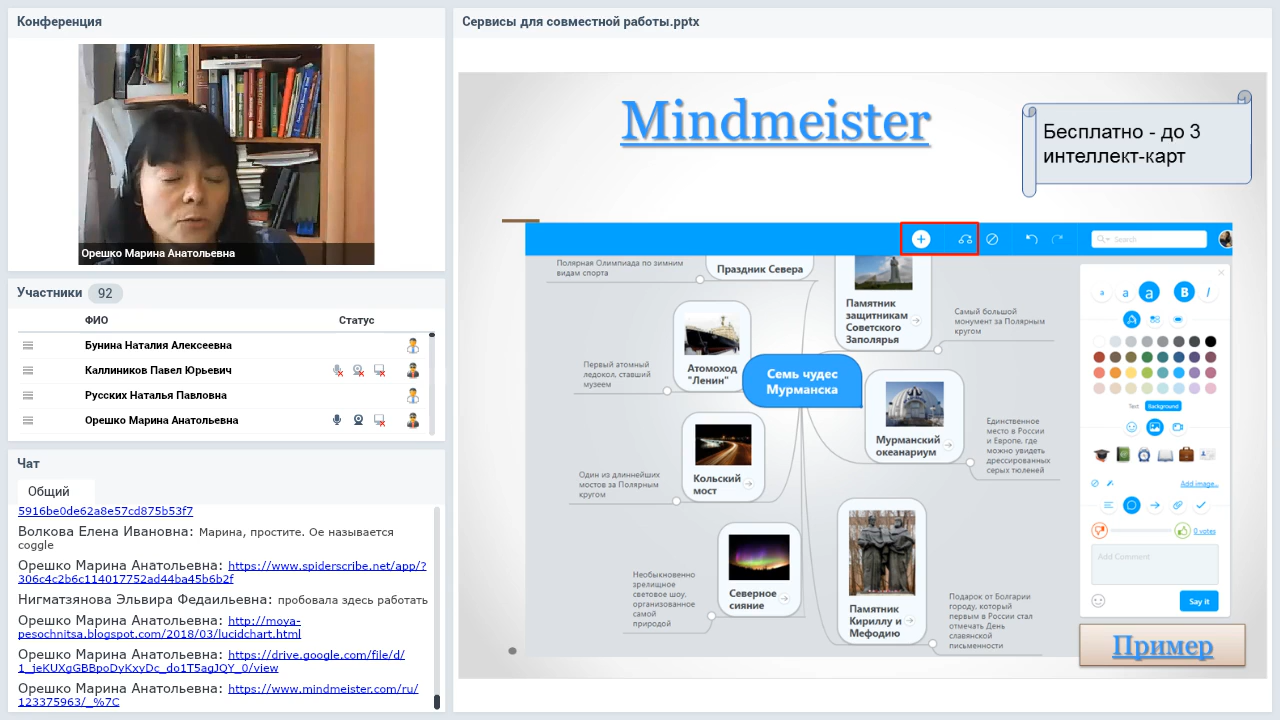 Конференция
Орешко Марина Анатольевна
Участники 92
ФИО Статус
Бунина Наталия Алексеевна
Каллиников Павел Юрьевич
Русских Наталья Павловна
Орешко Марина Анатольевна
Чат
Общий
5916be0de62a8e57cd875b53f7
Волкова Елена Ивановна: Марина, простите. Ое называется
coggle
Орешко Марина Анатольевна: https://www.spiderscribe.net/app/?
306c4c2b6c114017752ad44ba45b6b2f
Нигматзянова Эльвира Федаильевна: пробовала здесь работать
Орешко Марина Анатольевна: http://moya-
pesochnitsa.blogspot.com/2018/03/lucidchart.html
Орешко Марина Анатольевна: https://drive.google.com/file/d/
1_jeKUXgGBBpoDyKxyDc_do1T5agJQY_0/view
Орешко Марина Анатольевна: https://www.mindmeister.com/ru/
123375963/_%7C
Сервисы для совместной работы.pptx
Mindmeister
Бесплатно - до 3
интеллект-карт
Search
Полярная Олимпиада по зимним
видам спорта
Праздник Севера
Памятник
защитникам
Советского
Заполярья
Самый большой
монумент за Полярным
кругом
Первый атомный
ледокол, ставший
музеем
Атомоход
"Ленин"
Семь чудес
Мурманска
Мурманский
океанариум
Единственное
место в России
и Европе, где
можно увидеть
дрессированных
серых тюленей
Один из длиннейших
мостов за Полярным
кругом
Кольский
мост
Необыкновенно
зрелищное
световое шоу,
организованное
самой
природой
Северное
сияние
Памятник
Кириллу и
Мефодию
Подарок от Болгарии
городу, который
первым в России стал
отмечать День
славянской
письменности
a a a B I
Text Background
Add image...
0 votes
Add Comment
Say it
Пример